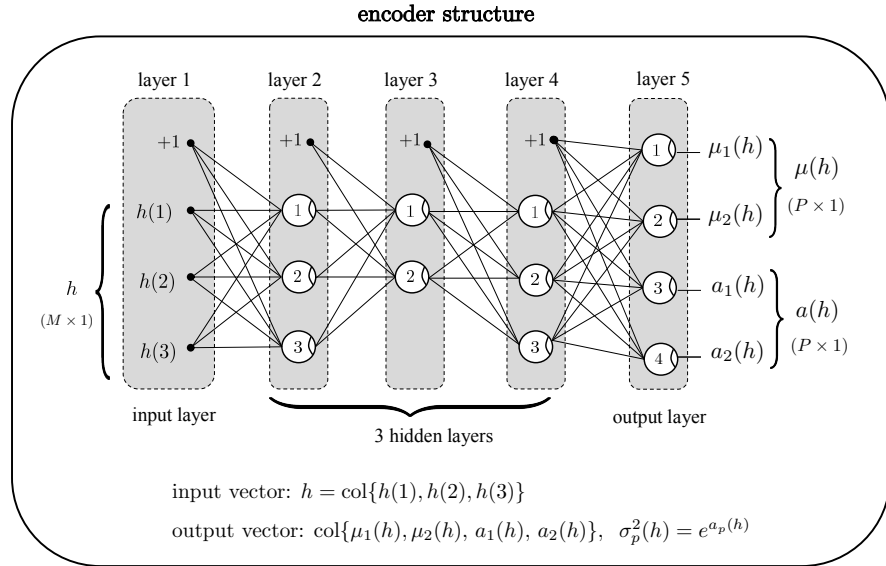 encoder structure
layer 1 layer 2 layer 3 layer 4 layer 5
+1 +1 +1 +1 1 μ₁(h)
h(1) 1 1 1 2 μ₂(h) μ(h) (P × 1)
h(2) 2 2 2 3 a₁(h)
h(3) 3 3 4 a₂(h) a(h) (P × 1)
h
(M × 1)
input layer 3 hidden layers output layer
input vector: h = col{h(1), h(2), h(3)}
output vector: col{μ₁(h), μ₂(h), a₁(h), a₂(h)}, σ²ₚ(h) = e^{aₚ(h)}